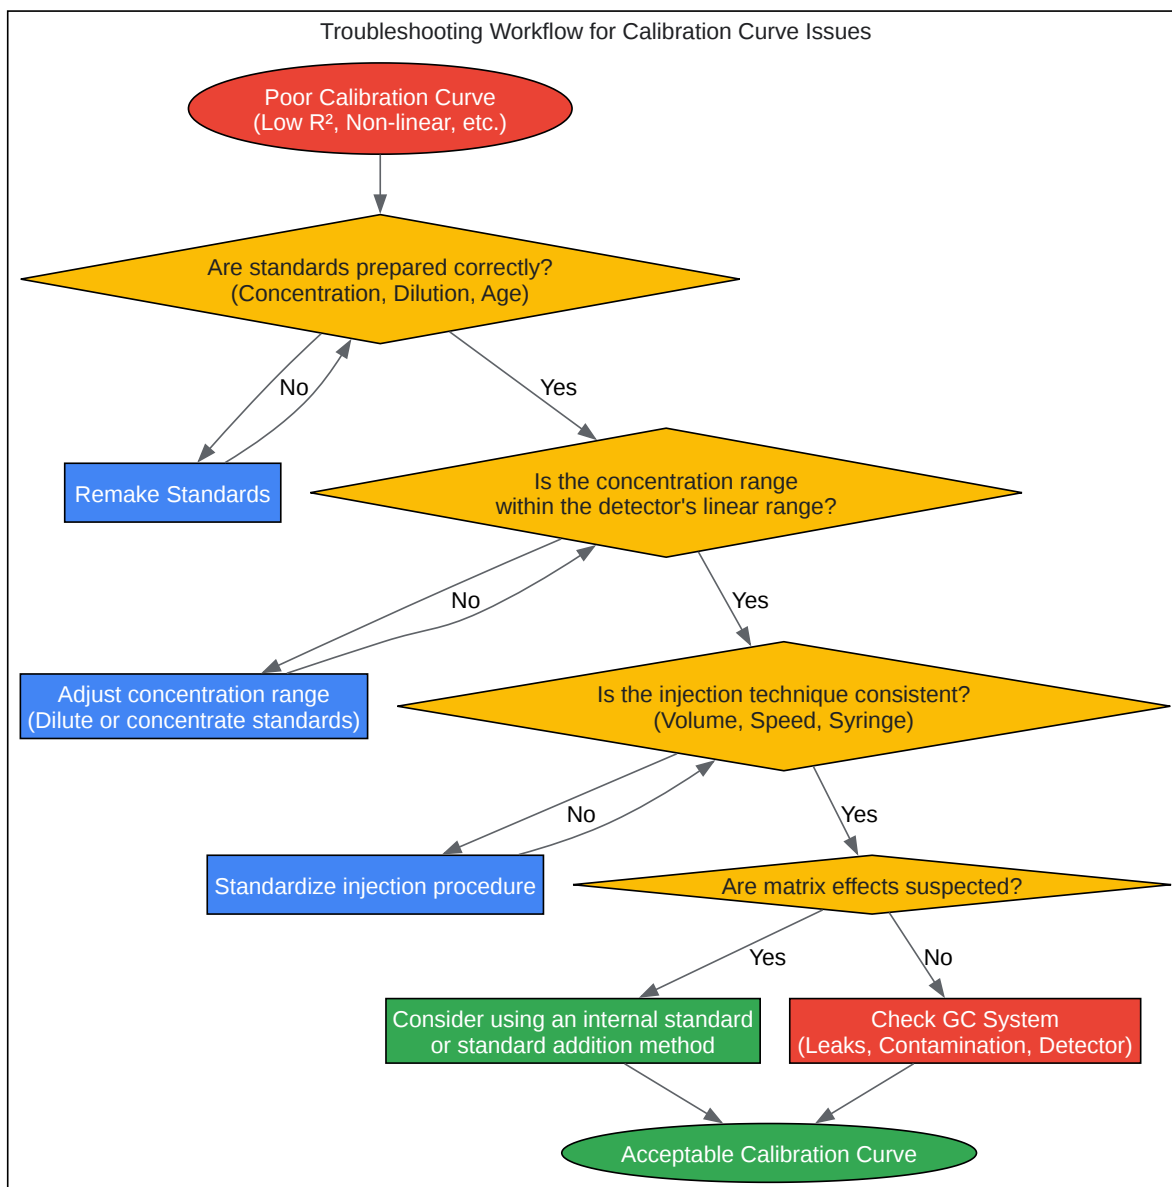 Troubleshooting Workflow for Calibration Curve Issues
Poor Calibration Curve
(Low R², Non-linear, etc.)
Are standards prepared correctly?
(Concentration, Dilution, Age)
No
Yes
Remake Standards
Is the concentration range
within the detector's linear range?
No
Yes
Adjust concentration range
(Dilute or concentrate standards)
Is the injection technique consistent?
(Volume, Speed, Syringe)
No
Yes
Standardize injection procedure
Are matrix effects suspected?
Yes
No
Consider using an internal standard
or standard addition method
Check GC System
(Leaks, Contamination, Detector)
Acceptable Calibration Curve